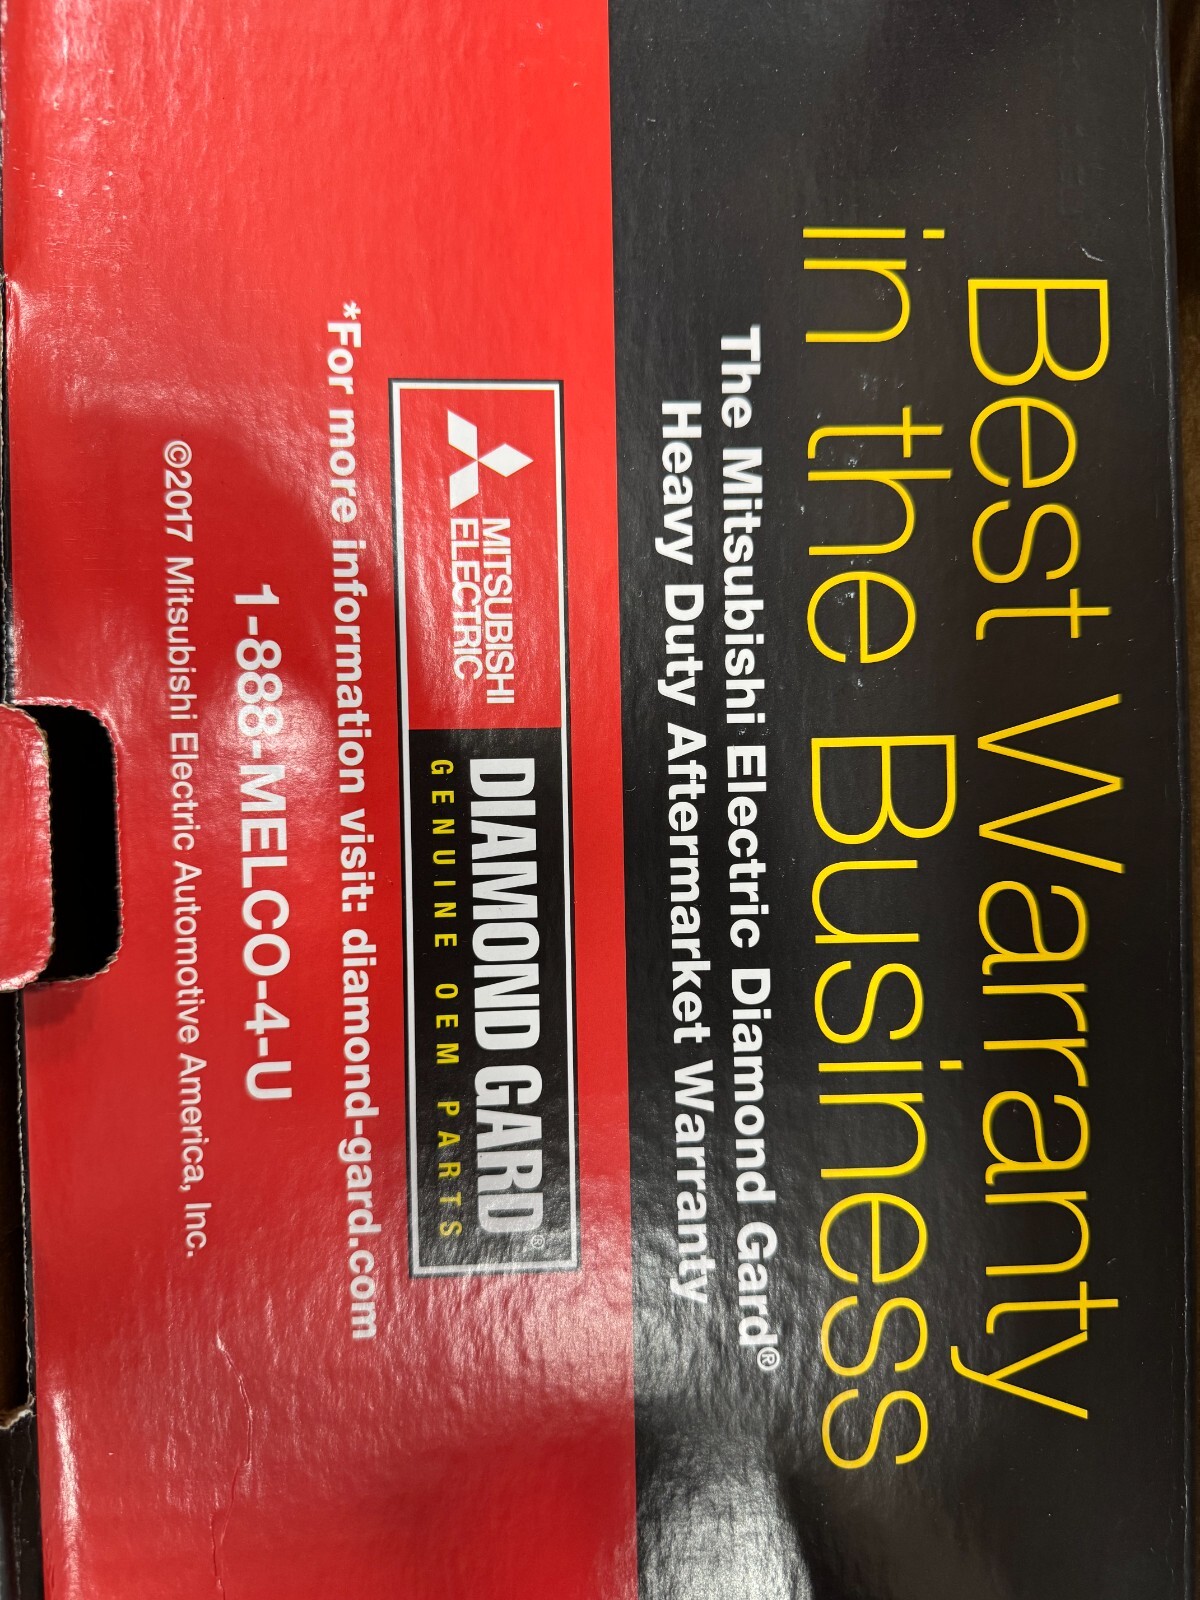 Best Warranty
in the Business
The Mitsubishi Electric Diamond Gard®
Heavy Duty Aftermarket Warranty
MITSUBISHI
ELECTRIC
DIAMOND GARD®
GENUINE OEM PARTS
*For more information visit: diamond-gard.com
1-888-MELCO-4-U
©2017 Mitsubishi Electric Automotive America, Inc.